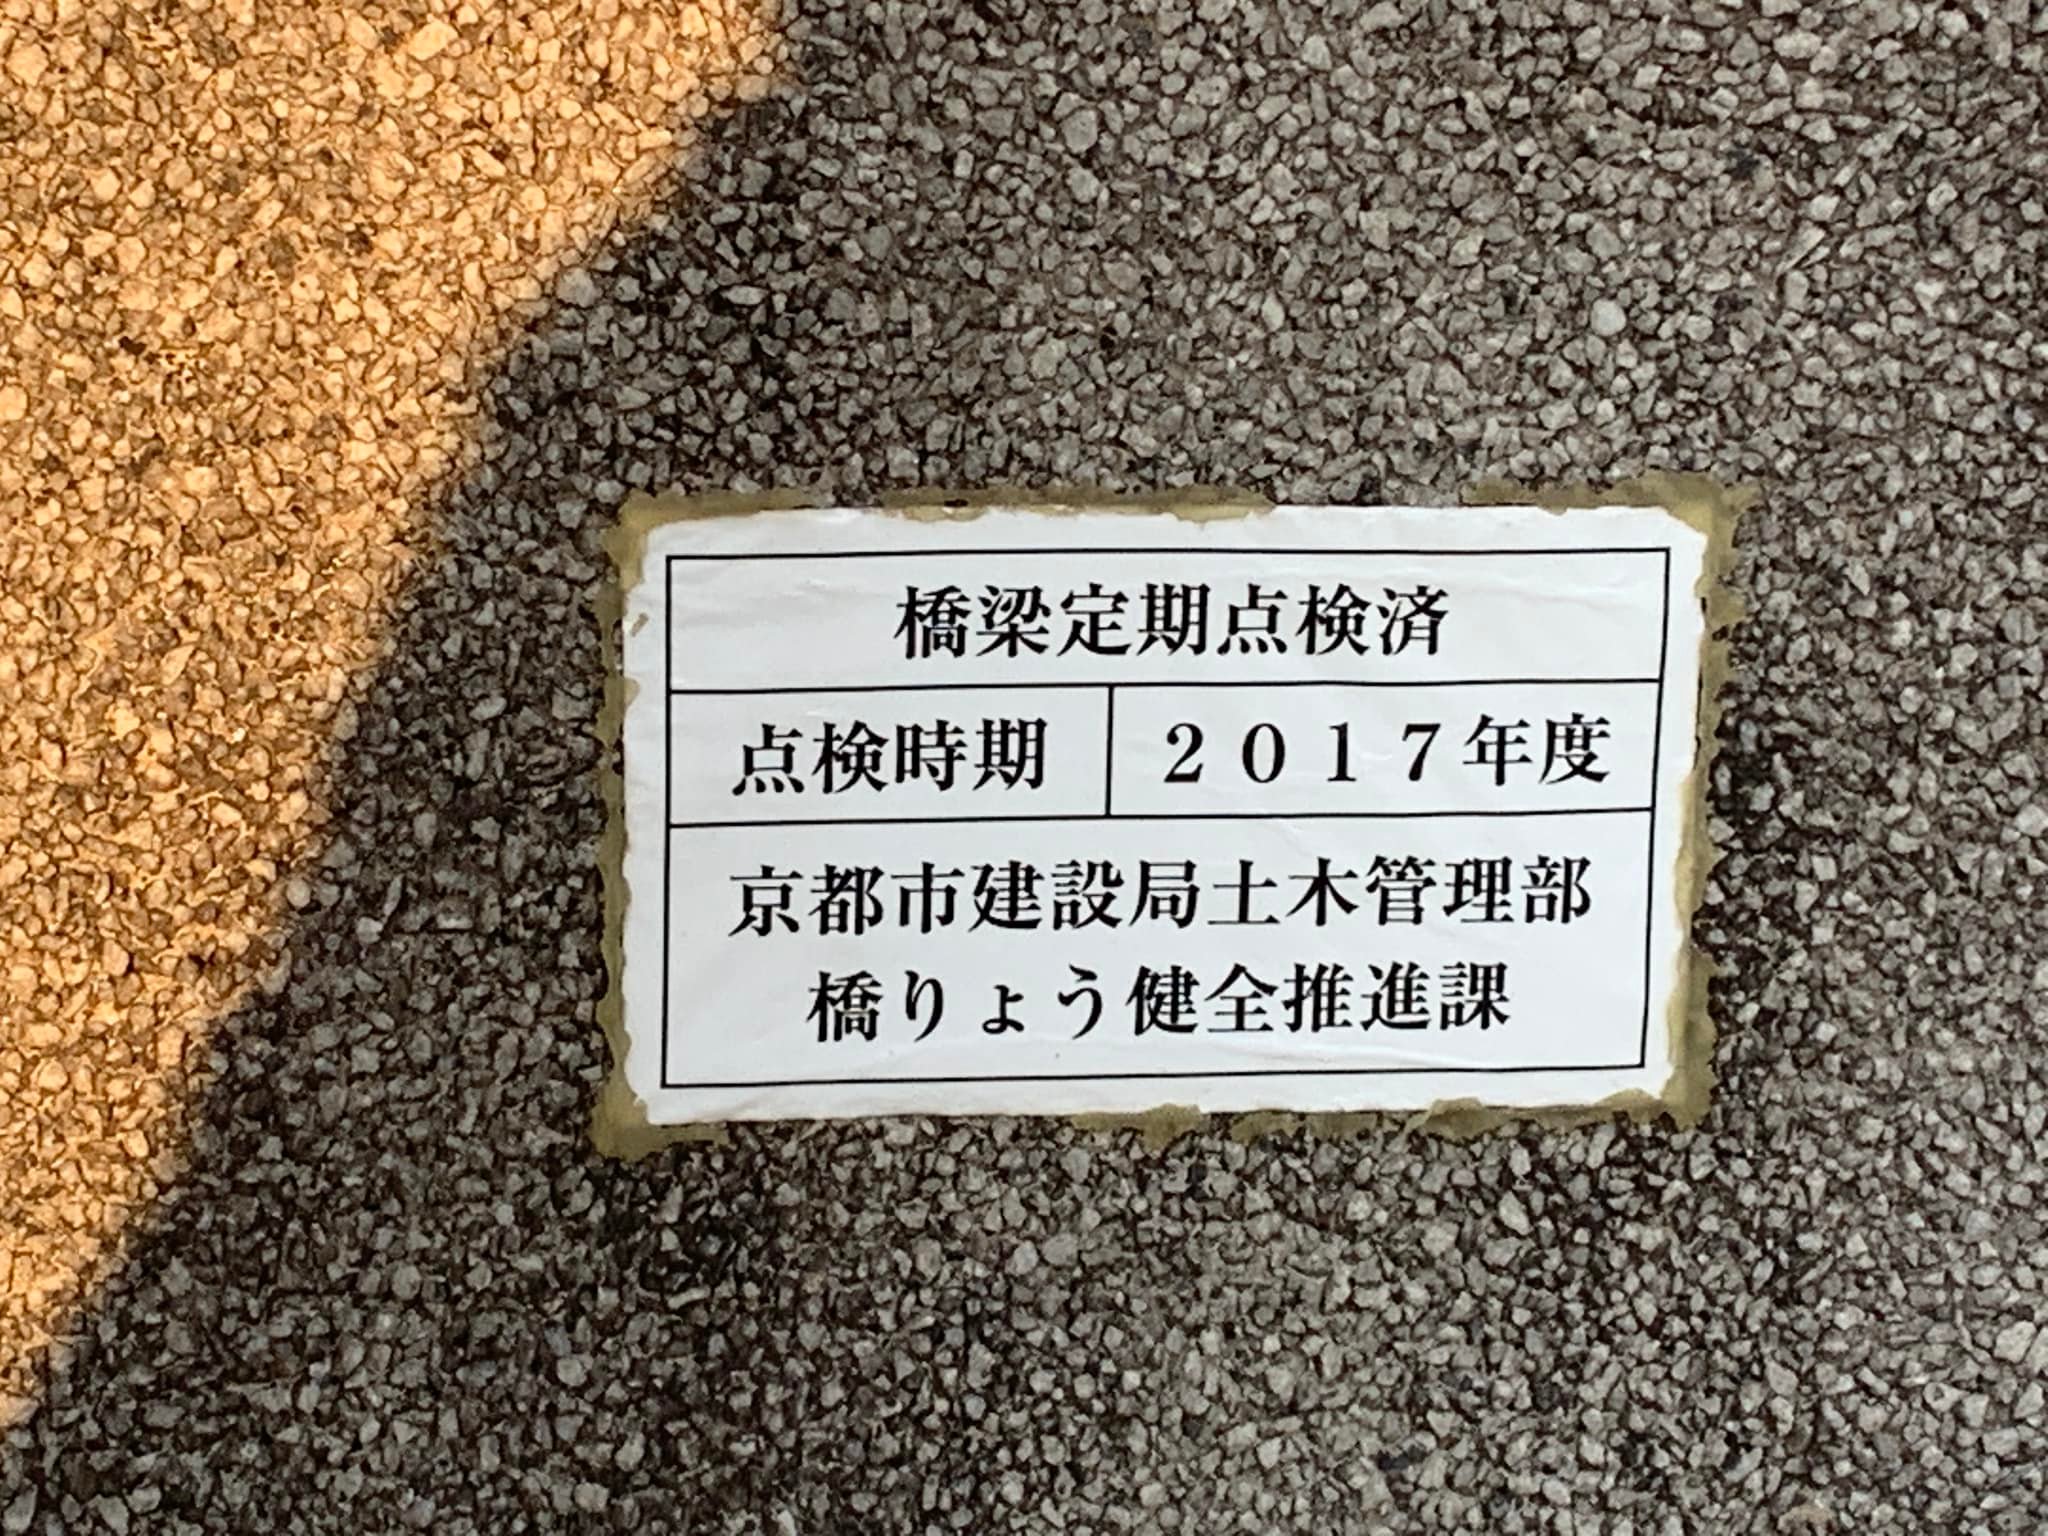 橋梁定期点検済
点検時期 2017年度
京都市建設局土木管理部
橋りょう健全推進課